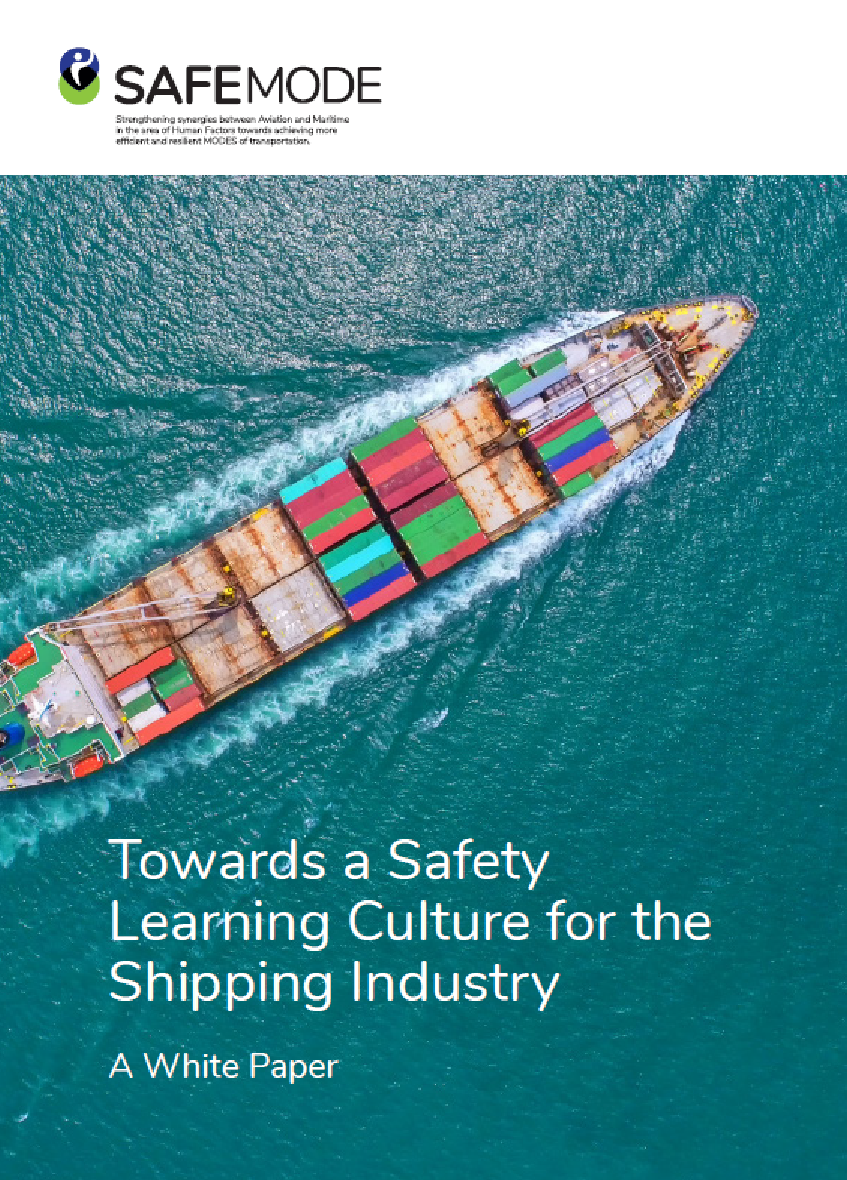 SAFEMODE
Strengthening synergies between Aviation and Maritime
in the area of Human Factors towards achieving more
efficient and resilient MODES of transportation.
Towards a Safety
Learning Culture for the
Shipping Industry
A White Paper